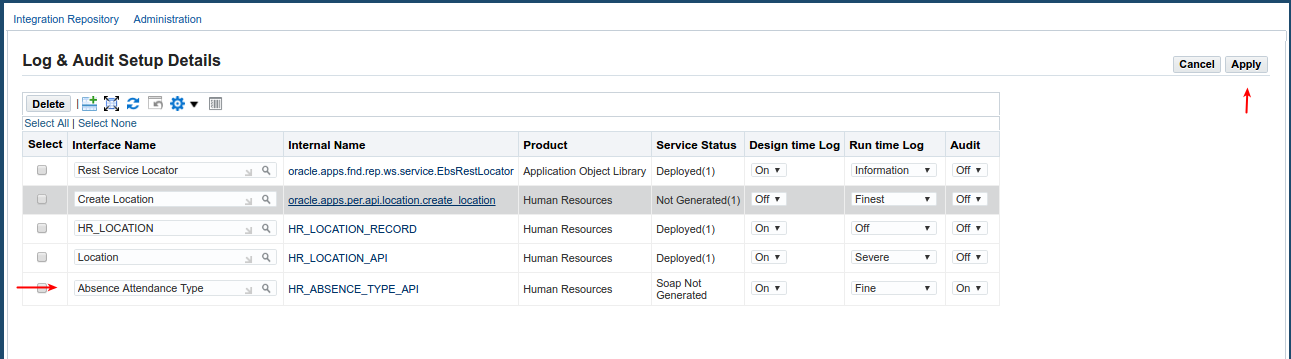 Integration Repository Administration
Log & Audit Setup Details
Cancel Apply
Delete
Select All | Select None
Select Interface Name Internal Name Product Service Status Design time Log Run time Log Audit
Rest Service Locator oracle.apps.fnd.rep.ws.service.EbsRestLocator Application Object Library Deployed(1) On Information Off
Create Location oracle.apps.per.api.location.create_location Human Resources Not Generated(1) Off Finest Off
HR_LOCATION HR_LOCATION_RECORD Human Resources Deployed(1) On Off Off
Location HR_LOCATION_API Human Resources Deployed(1) On Severe Off
Absence Attendance Type HR_ABSENCE_TYPE_API Human Resources Soap Not Generated On Fine On